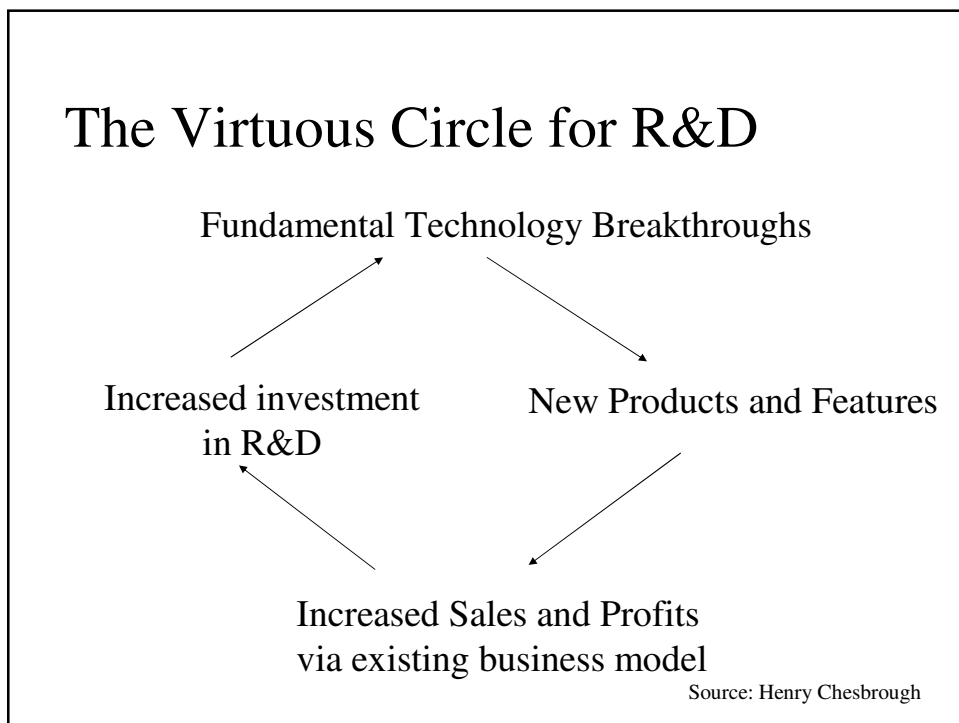 The Virtuous Circle for R&D
Fundamental Technology Breakthroughs
Increased investment
in R&D
New Products and Features
Increased Sales and Profits
via existing business model
Source: Henry Chesbrough